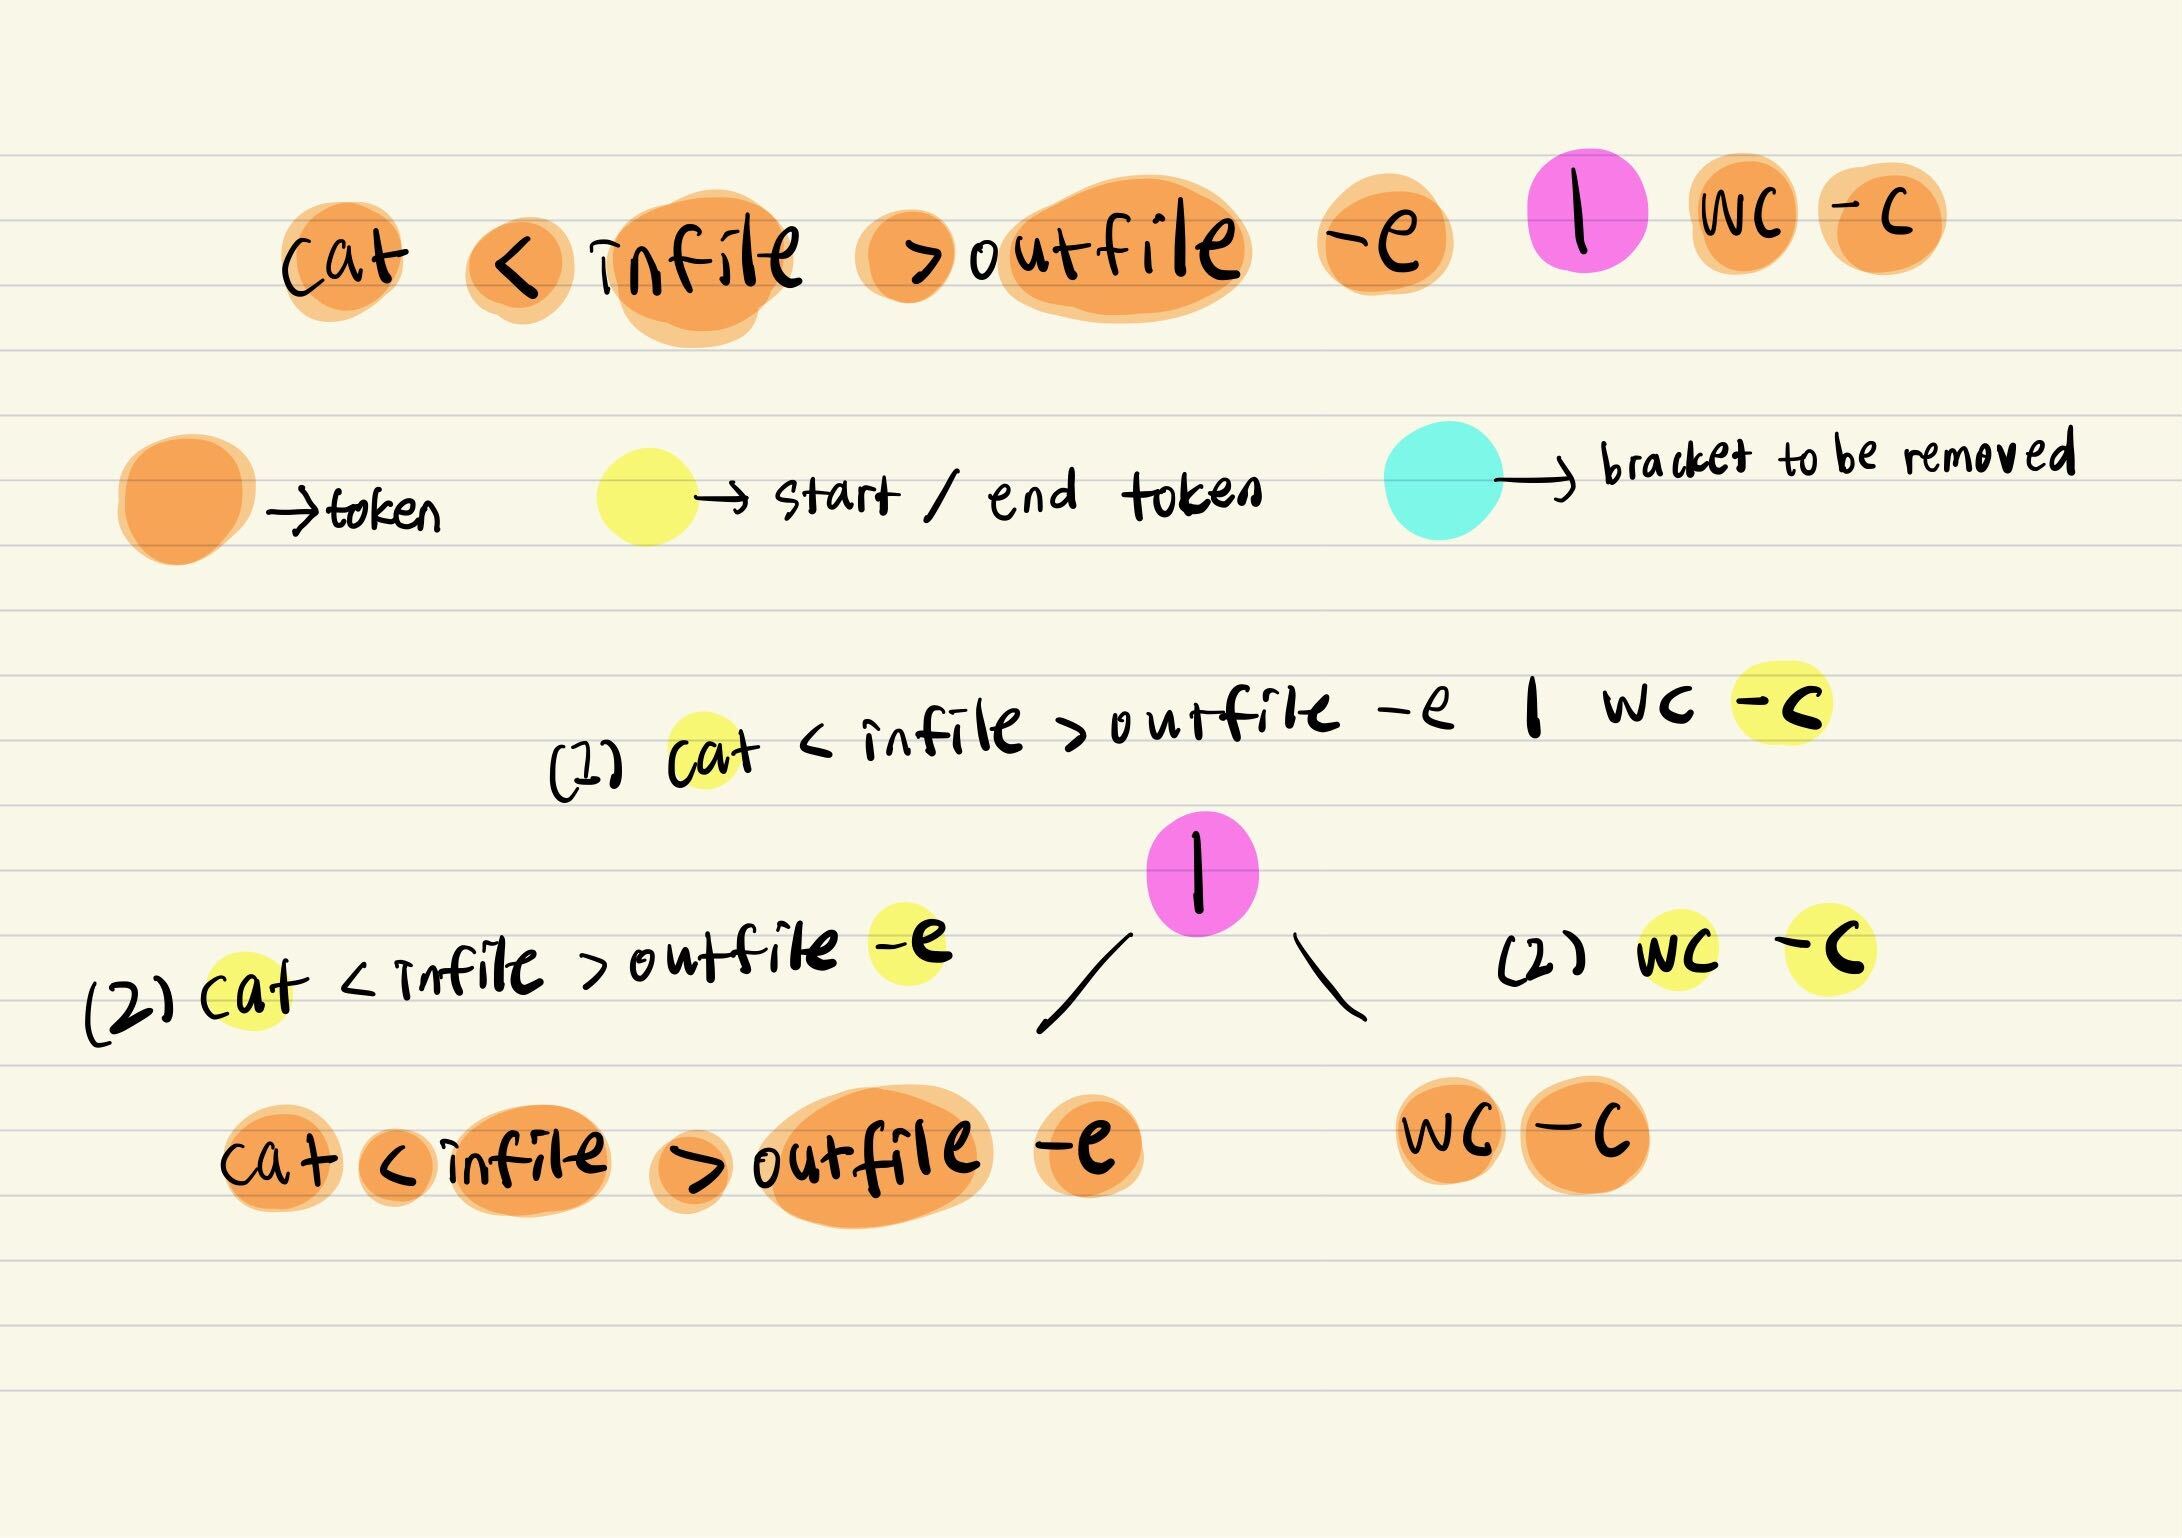 cat < infile > outfile -e | wc -c
→ token → start / end token → bracket to be removed
(1) cat < infile > outfile -e | wc -c
|
(2) cat < infile > outfile -e (2) wc -c
cat < infile > outfile -e wc -c